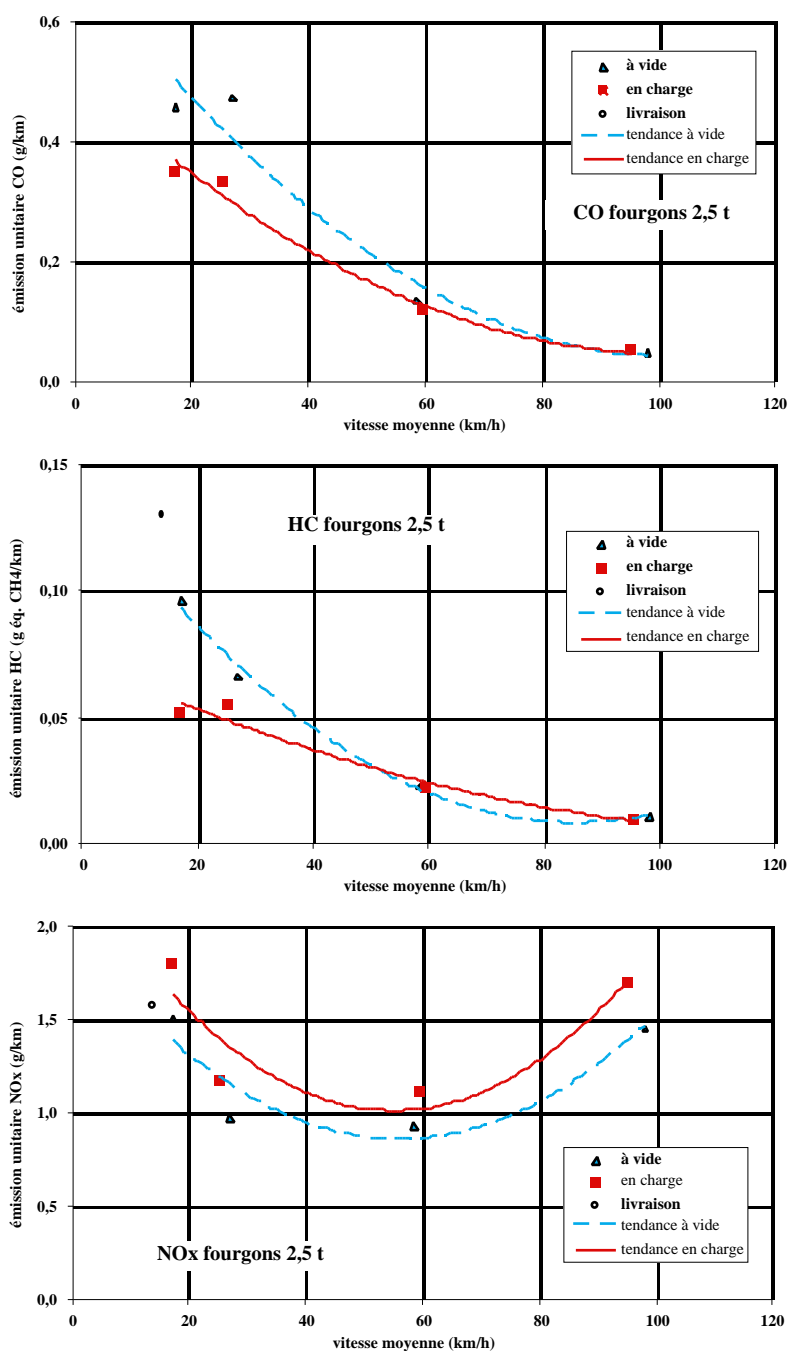 émission unitaire CO (g/km)
0,6
0,4
0,2
0,0
0 20 40 60 80 100 120
vitesse moyenne (km/h)
à vide
en charge
livraison
tendance à vide
tendance en charge
CO fourgons 2,5 t
émission unitaire HC (g éq. CH4/km)
0,15
0,10
0,05
0,00
0 20 40 60 80 100 120
vitesse moyenne (km/h)
HC fourgons 2,5 t
à vide
en charge
livraison
tendance à vide
tendance en charge
émission unitaire NOx (g/km)
2,0
1,5
1,0
0,5
0,0
0 20 40 60 80 100 120
vitesse moyenne (km/h)
à vide
en charge
livraison
tendance à vide
tendance en charge
NOx fourgons 2,5 t